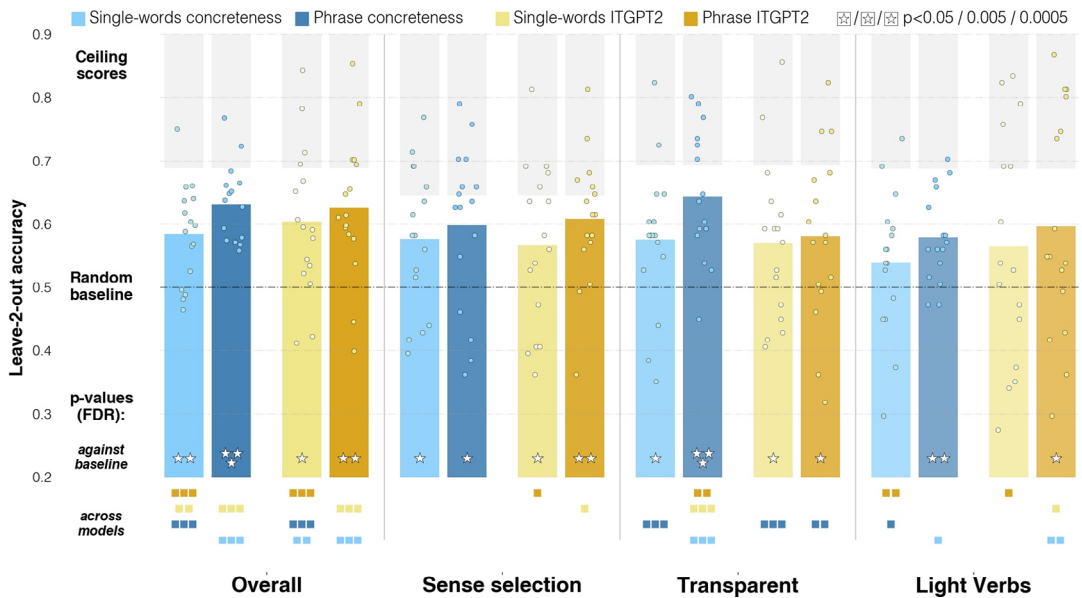 Single-words concreteness Phrase concreteness Single-words ITGPT2 Phrase ITGPT2 ☆/☆/☆ p<0.05 / 0.005 / 0.0005
0.9
Ceiling
scores
0.8
0.7
0.6
Random
baseline
0.5
0.4
0.3
0.2
Leave-2-out accuracy
p-values
(FDR):
against
baseline
across
models
Overall Sense selection Transparent Light Verbs